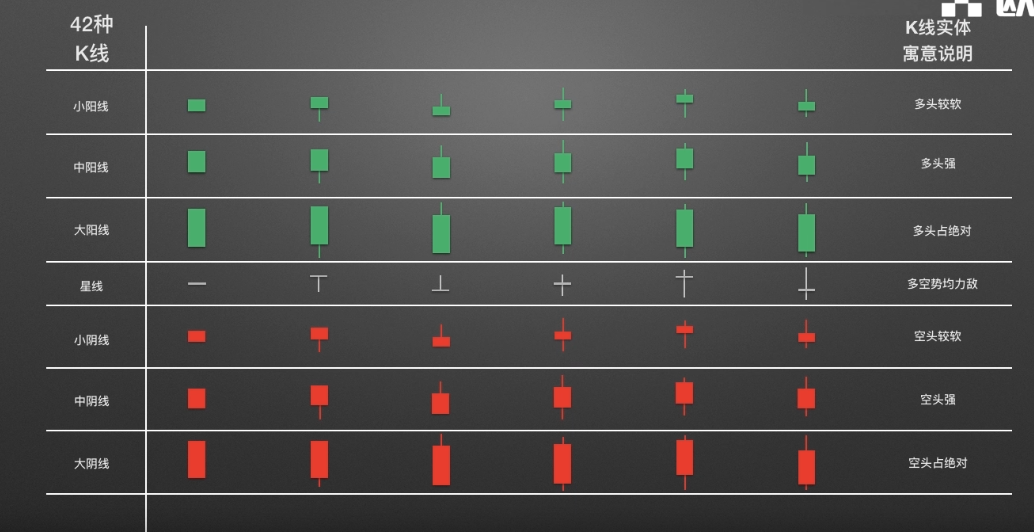 42种
K线
K线实体
寓意说明
小阳线
多头较软
中阳线
多头强
大阳线
多头占绝对
星线
多空势均力敌
小阴线
空头较软
中阴线
空头强
大阴线
空头占绝对